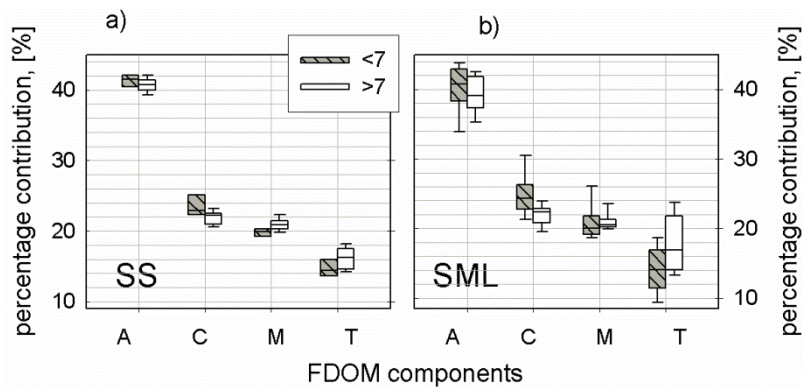 a)
b)
<7
>7
percentage contribution, [%]
40
30
20
10
SS
A C M T
SML
A C M T
40
30
20
10
percentage contribution, [%]
FDOM components